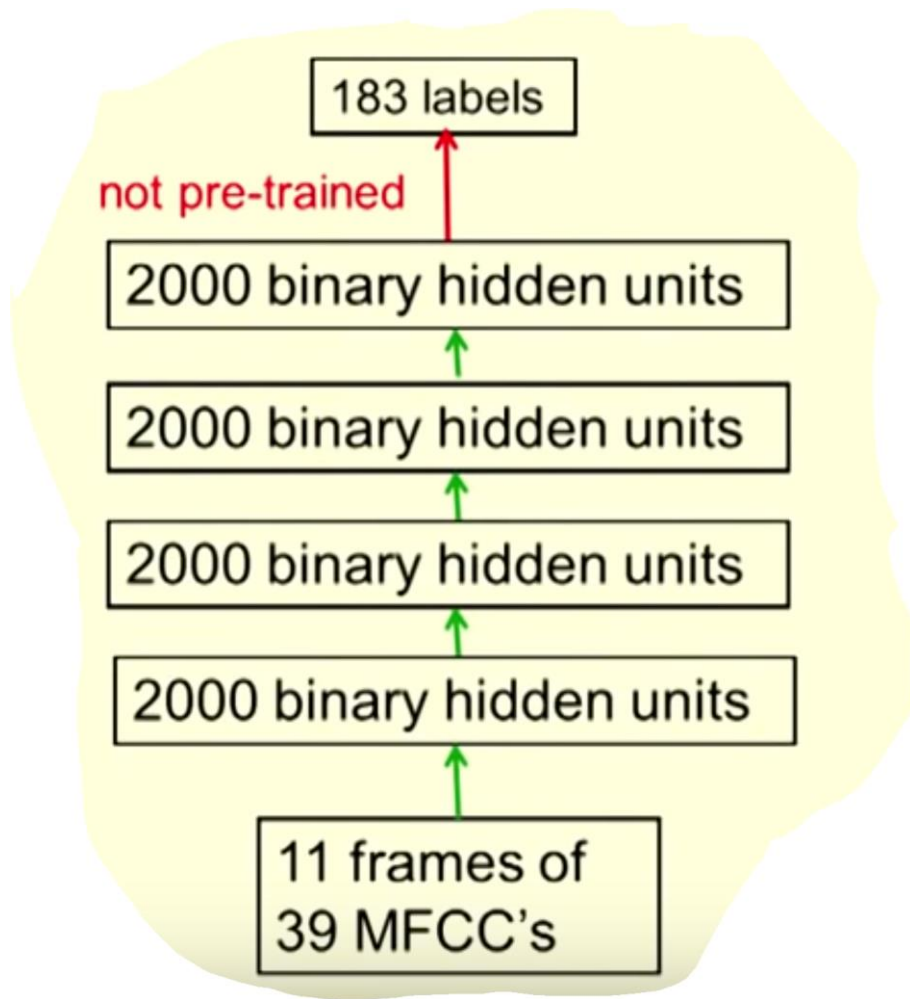 183 labels
not pre-trained
2000 binary hidden units
2000 binary hidden units
2000 binary hidden units
2000 binary hidden units
11 frames of
39 MFCC's